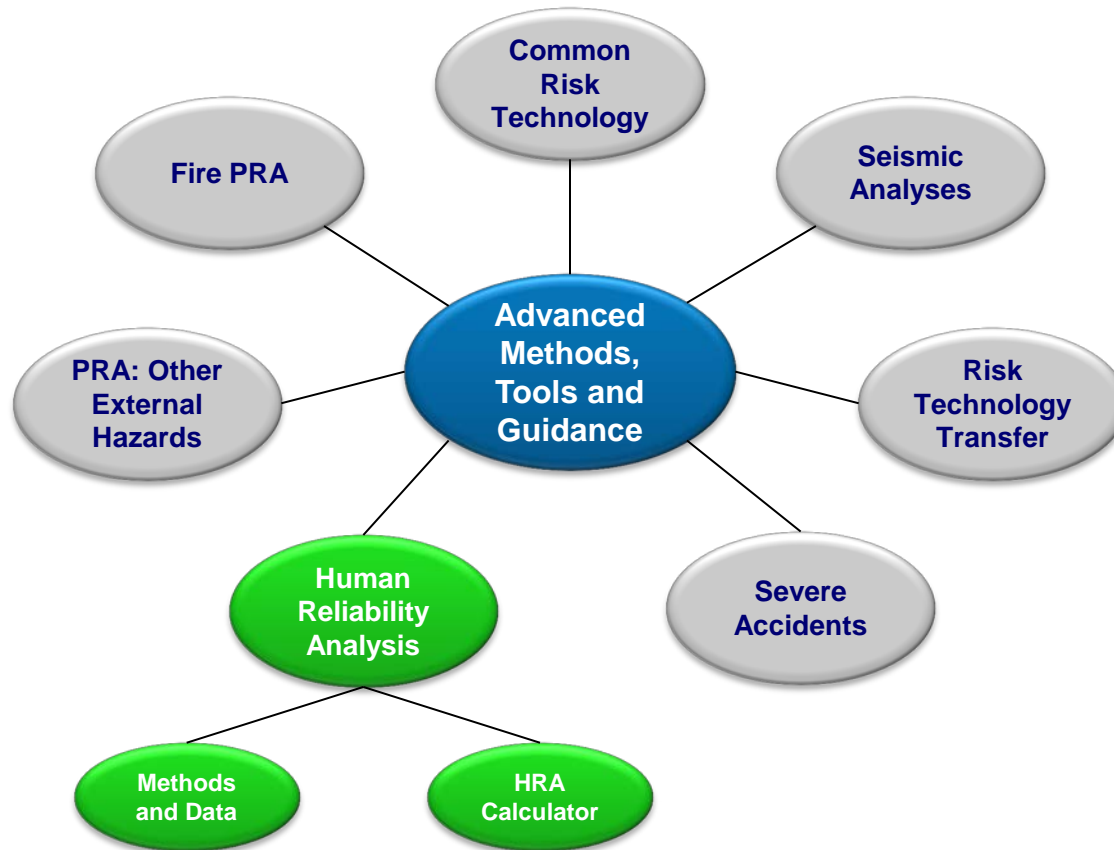 Common
Risk
Technology
Fire PRA
Seismic
Analyses
Advanced
Methods,
Tools and
Guidance
PRA: Other
External
Hazards
Risk
Technology
Transfer
Human
Reliability
Analysis
Severe
Accidents
Methods
and Data
HRA
Calculator